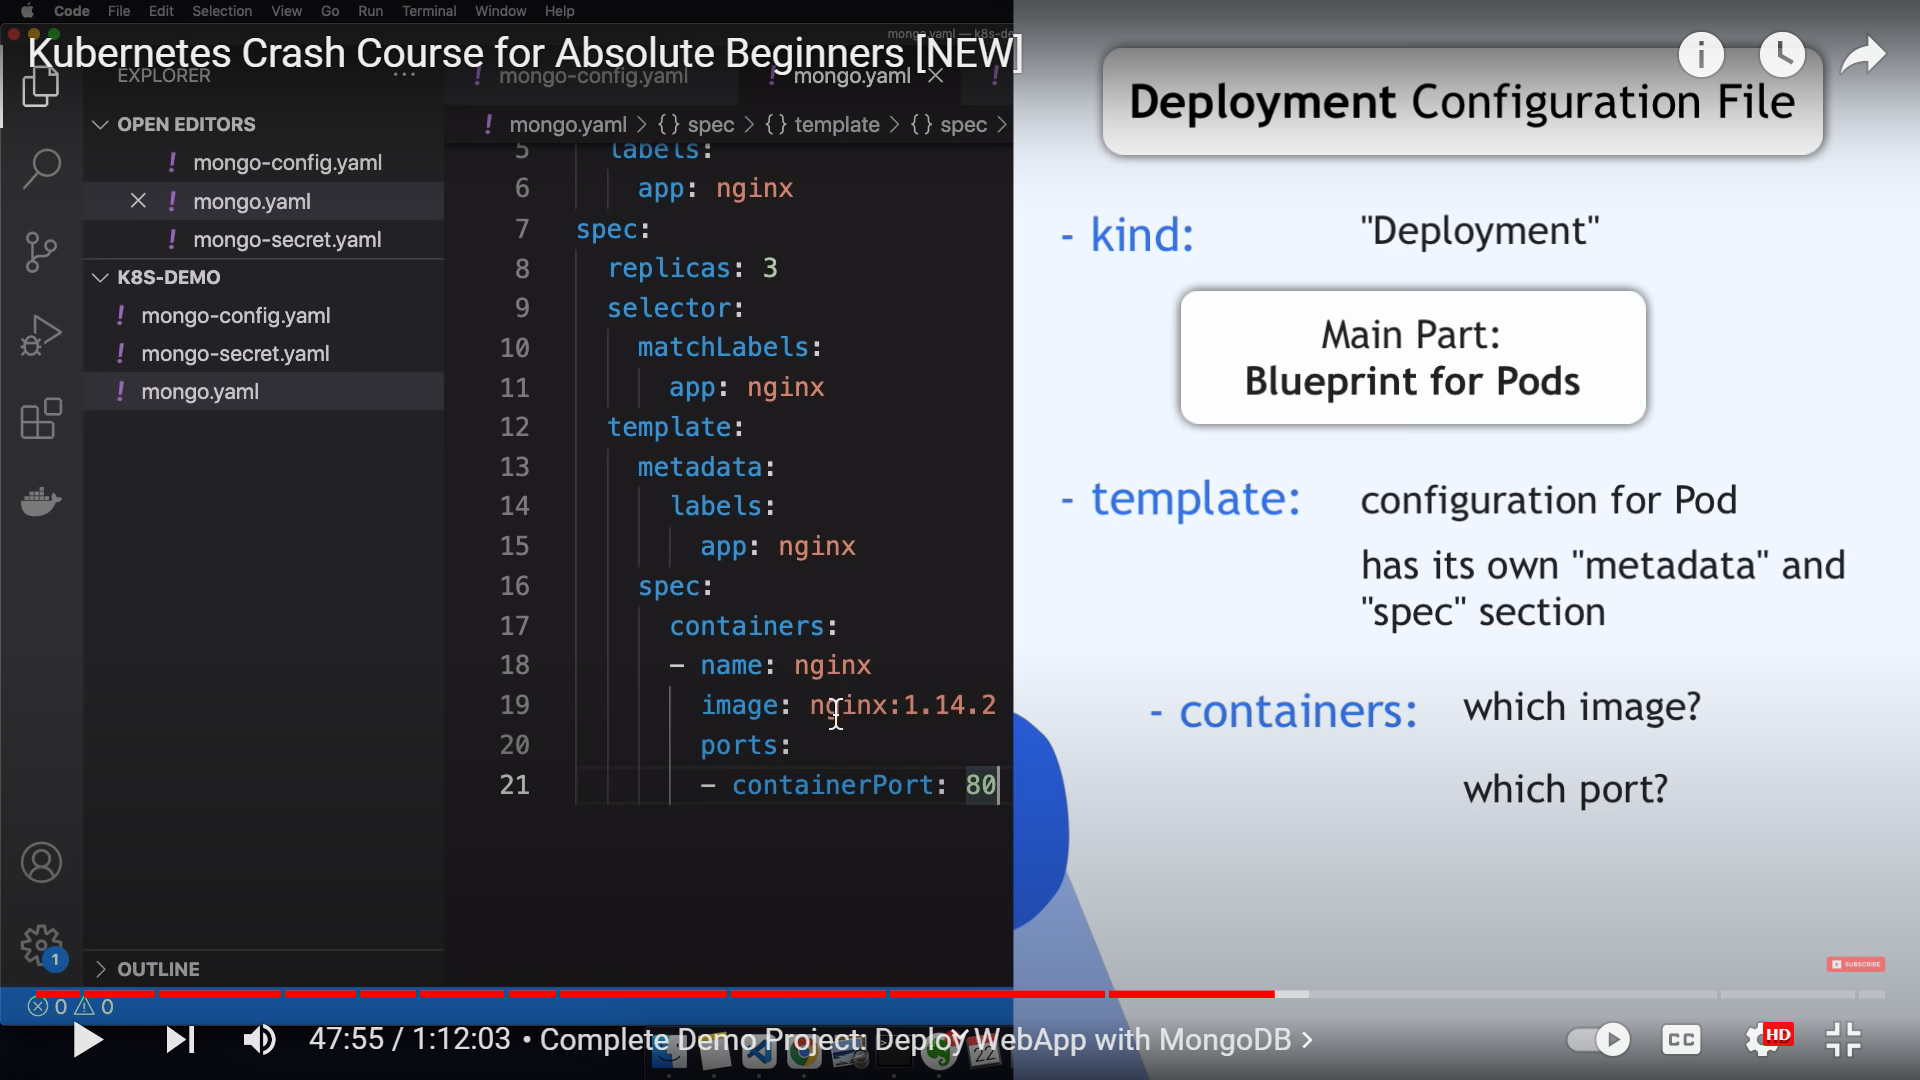 Code File Edit Selection View Go Run Terminal Window Help
Kubernetes Crash Course for Absolute Beginners [NEW]
EXPLORER
OPEN EDITORS
mongo-config.yaml
mongo.yaml
mongo-secret.yaml
K8S-DEMO
mongo-config.yaml
mongo-secret.yaml
mongo.yaml
OUTLINE
0 0
mongo-config.yaml mongo.yaml
mongo.yaml > {} spec > {} template > {} spec >
5 labels:
6 app: nginx
7 spec:
8 replicas: 3
9 selector:
10 matchLabels:
11 app: nginx
12 template:
13 metadata:
14 labels:
15 app: nginx
16 spec:
17 containers:
18 - name: nginx
19 image: nginx:1.14.2
20 ports:
21 - containerPort: 80
Deployment Configuration File
- kind: "Deployment"
Main Part:
Blueprint for Pods
- template: configuration for Pod
has its own "metadata" and
"spec" section
- containers: which image?
which port?
SUBSCRIBE
1
47:55 / 1:12:03 • Complete Demo Project: Deploy WebApp with MongoDB >
CC
HD
22